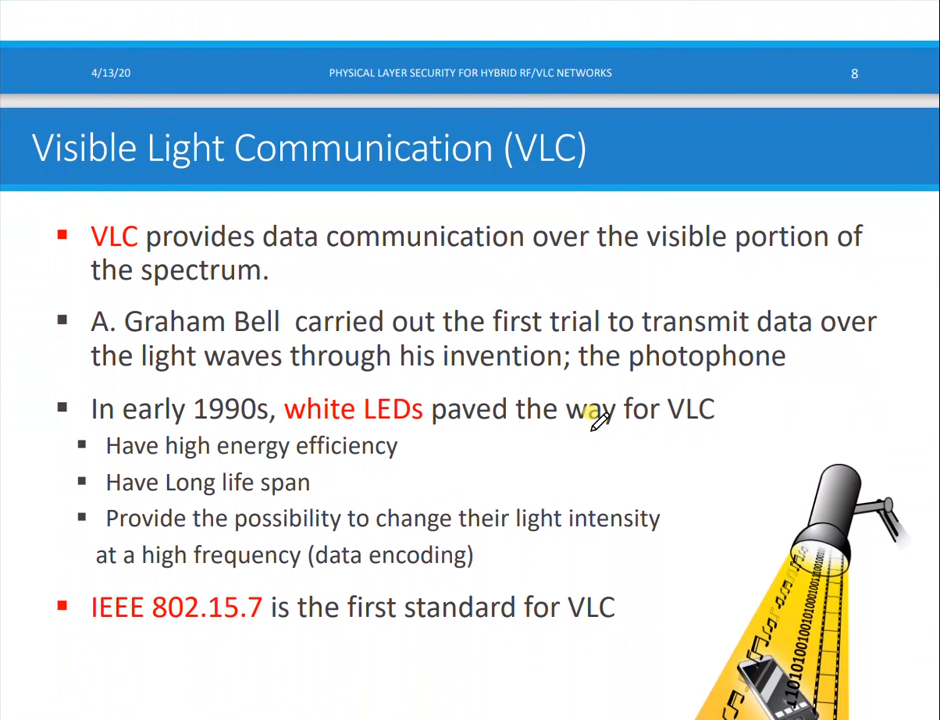 4/13/20 PHYSICAL LAYER SECURITY FOR HYBRID RF/VLC NETWORKS 8
Visible Light Communication (VLC)
▪ VLC provides data communication over the visible portion of
the spectrum.
▪ A. Graham Bell carried out the first trial to transmit data over
the light waves through his invention; the photophone
▪ In early 1990s, white LEDs paved the way for VLC
▪ Have high energy efficiency
▪ Have Long life span
▪ Provide the possibility to change their light intensity
at a high frequency (data encoding)
▪ IEEE 802.15.7 is the first standard for VLC